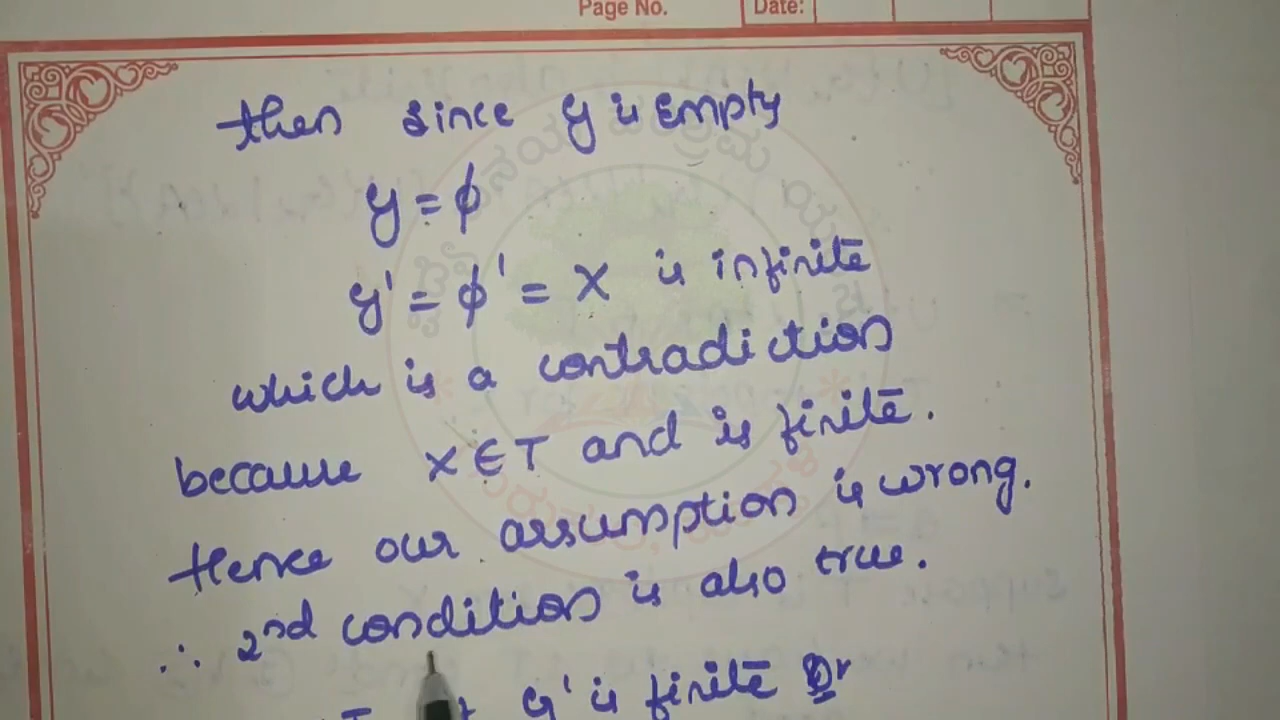 Page No. Date:
then since y is empty
y = ϕ
y' = ϕ' = X is infinite
which is a contradiction
because X ∈ T and is finite.
Hence our assumption is wrong.
∴ 2nd condition is also true.
G' is finite Or